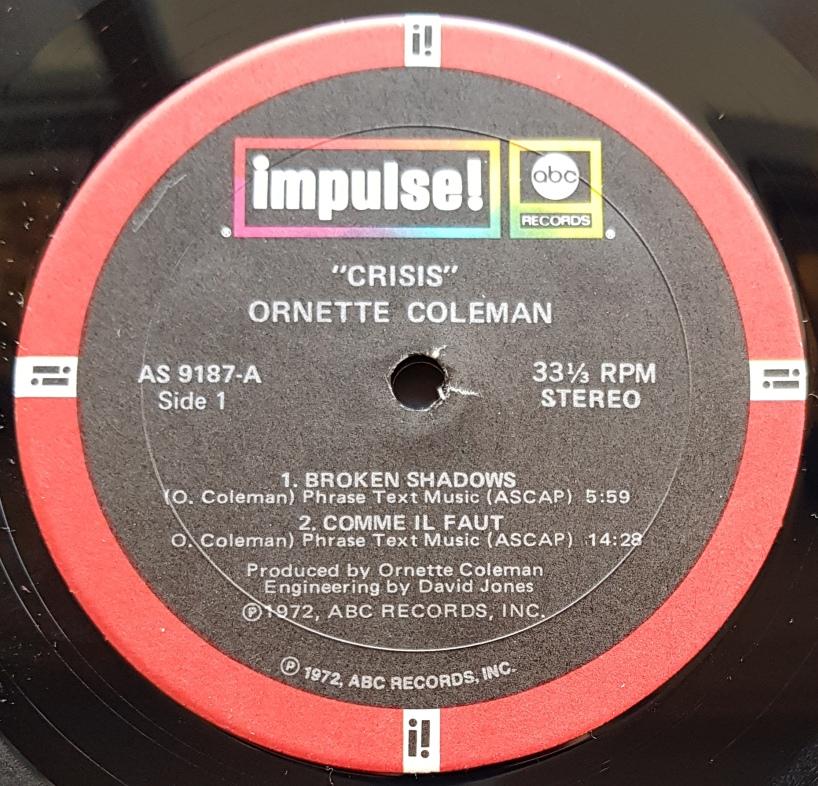 i!
impulse! abc RECORDS
® ®
"CRISIS"
ORNETTE COLEMAN
AS 9187-A
Side 1
33⅓ RPM
STEREO
i!
i!
1. BROKEN SHADOWS
(O. Coleman) Phrase Text Music (ASCAP) 5:59
2. COMME IL FAUT
O. Coleman) Phrase Text Music (ASCAP) 14:28
Produced by Ornette Coleman
Engineering by David Jones
Ⓟ1972, ABC RECORDS, INC.
Ⓟ 1972, ABC RECORDS, INC.
i!